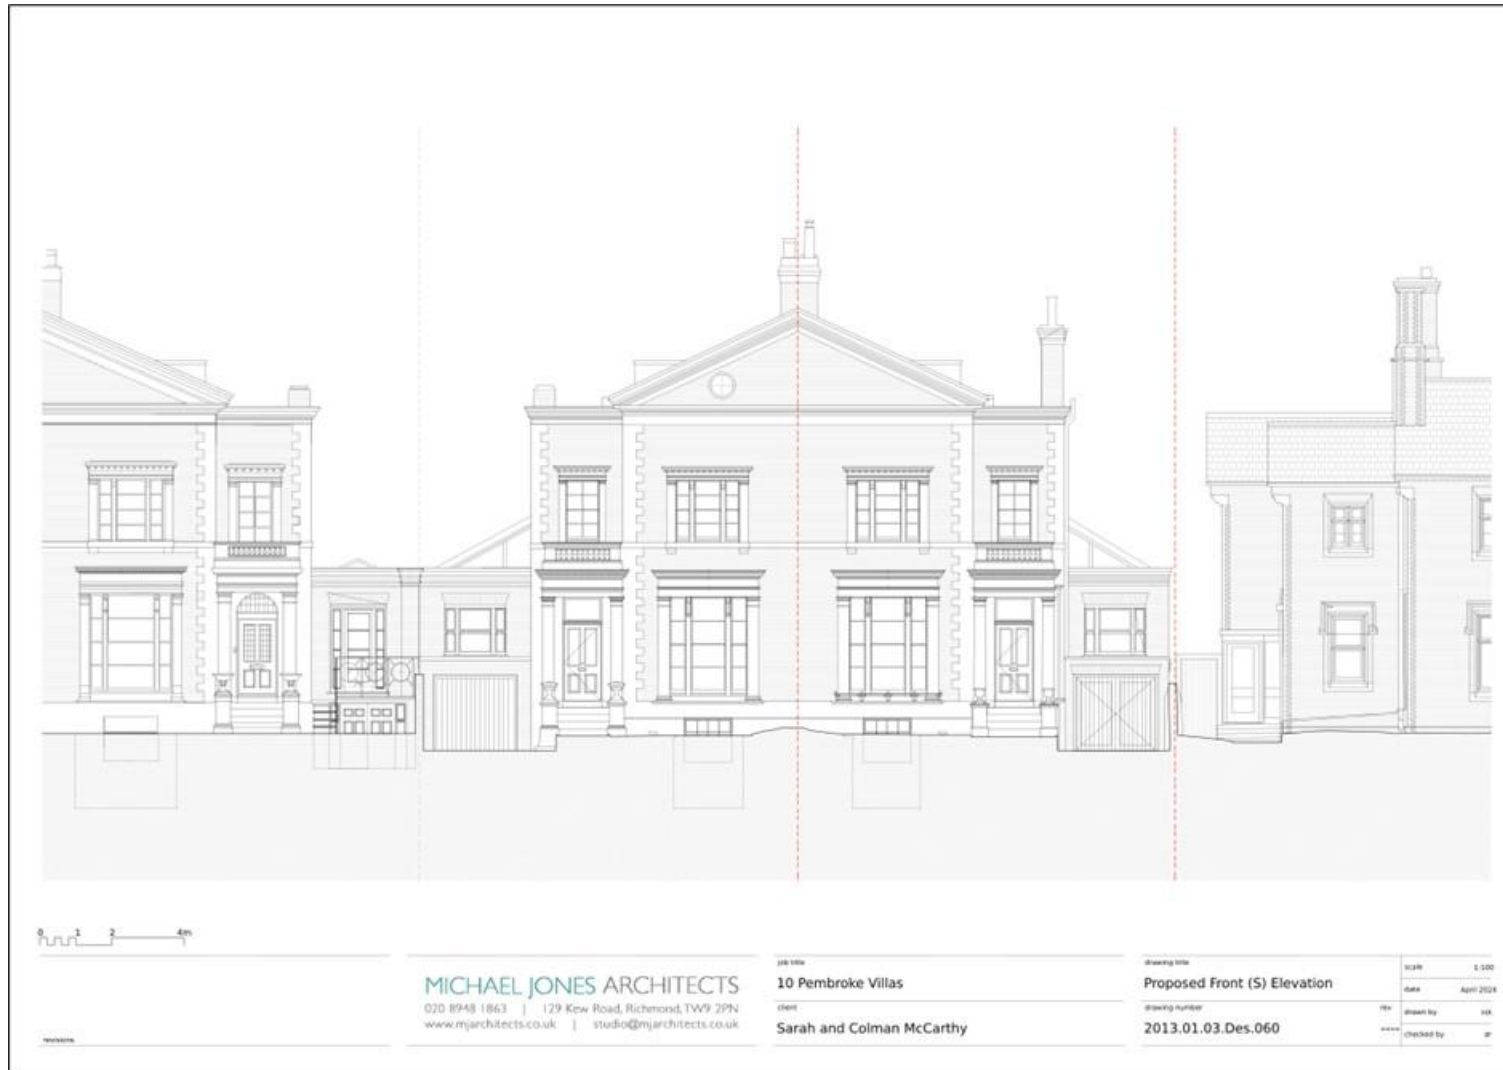 0 1 2 4m
revisions
MICHAEL JONES ARCHITECTS
020 8948 1863 | 129 Kew Road, Richmond, TW9 2PN
www.mjarchitects.co.uk | studio@mjarchitects.co.uk
job title
10 Pembroke Villas
client
Sarah and Colman McCarthy
drawing title
Proposed Front (S) Elevation
drawing number rev
2013.01.03.Des.060 ----
scale 1:100
date April 2024
drawn by
checked by